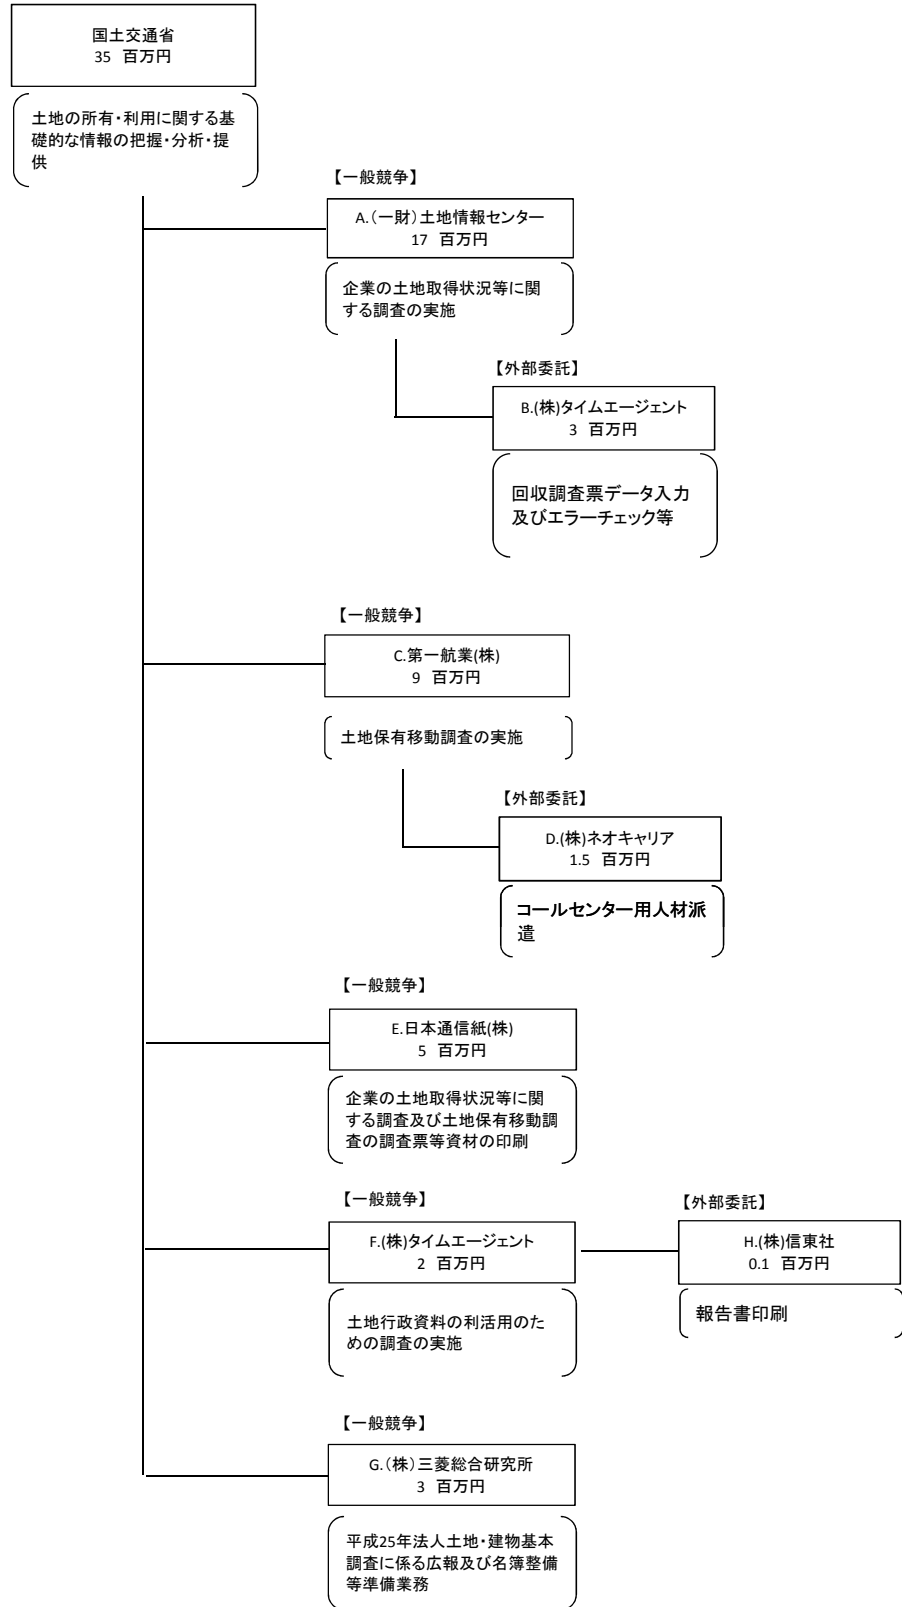 国土交通省
35 百万円
土地の所有・利用に関する基
礎的な情報の把握・分析・提
供
【一般競争】
A.（一財）土地情報センター
17 百万円
企業の土地取得状況等に関
する調査の実施
【外部委託】
B.(株)タイムエージェント
3 百万円
回収調査票データ入力
及びエラーチェック等
【一般競争】
C.第一航業(株)
9 百万円
土地保有移動調査の実施
【外部委託】
D.(株)ネオキャリア
1.5 百万円
コールセンター用人材派
遣
【一般競争】
E.日本通信紙(株)
5 百万円
企業の土地取得状況等に関
する調査及び土地保有移動調
査の調査票等資材の印刷
【一般競争】
F.(株)タイムエージェント
2 百万円
土地行政資料の利活用のた
めの調査の実施
【外部委託】
H.(株)信東社
0.1 百万円
報告書印刷
【一般競争】
G.（株）三菱総合研究所
3 百万円
平成25年法人土地・建物基本
調査に係る広報及び名簿整備
等準備業務